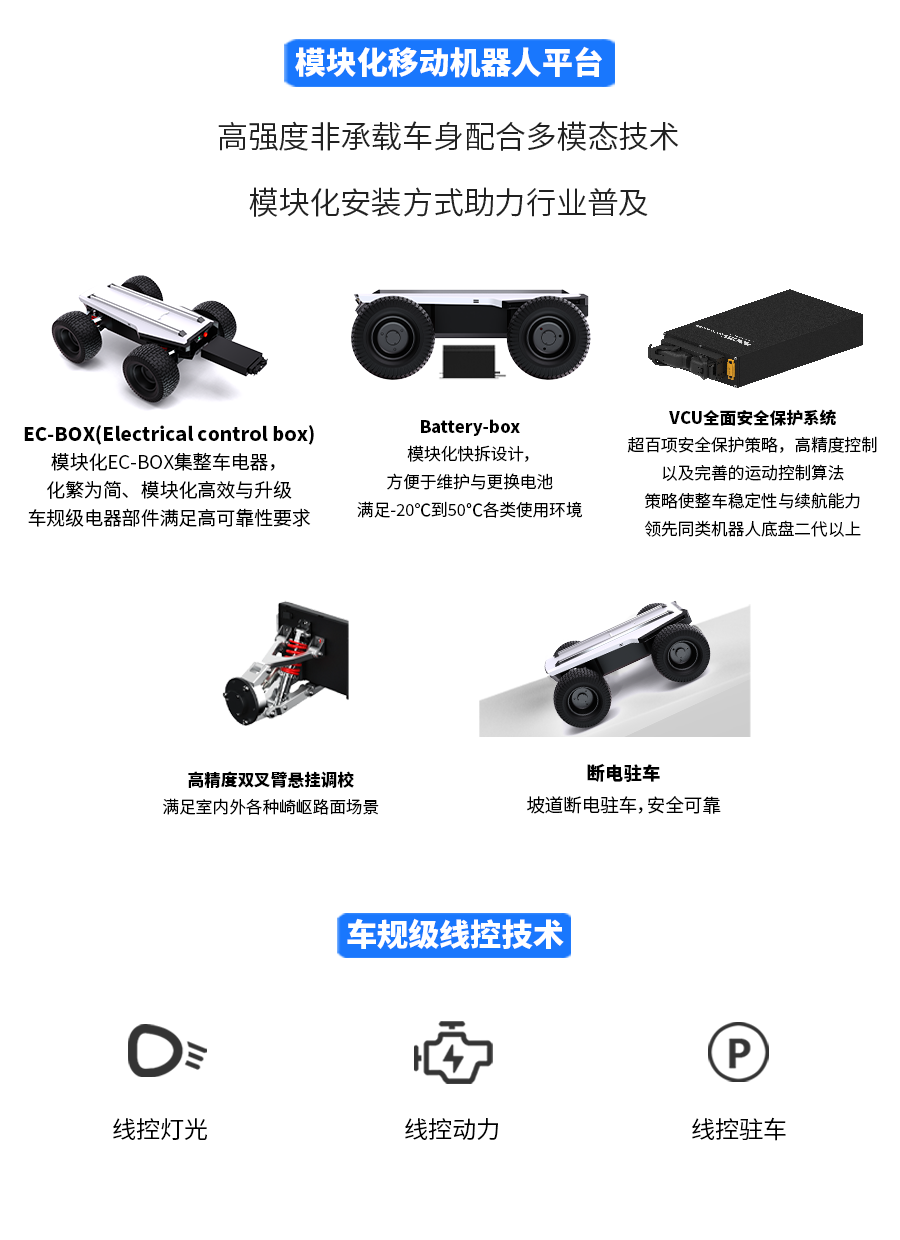 模块化移动机器人平台
高强度非承载车身配合多模态技术
模块化安装方式助力行业普及
EC-BOX(Electrical control box)
模块化EC-BOX集整车电器，
化繁为简、模块化高效与升级
车规级电器部件满足高可靠性要求
Battery-box
模块化快拆设计，
方便于维护与更换电池
满足-20℃到50℃各类使用环境
VCU全面安全保护系统
超百项安全保护策略，高精度控制
以及完善的运动控制算法
策略使整车稳定性与续航能力
领先同类机器人底盘二代以上
高精度双叉臂悬挂调校
满足室内外各种崎岖路面场景
断电驻车
坡道断电驻车，安全可靠
车规级线控技术
P
线控灯光
线控动力
线控驻车